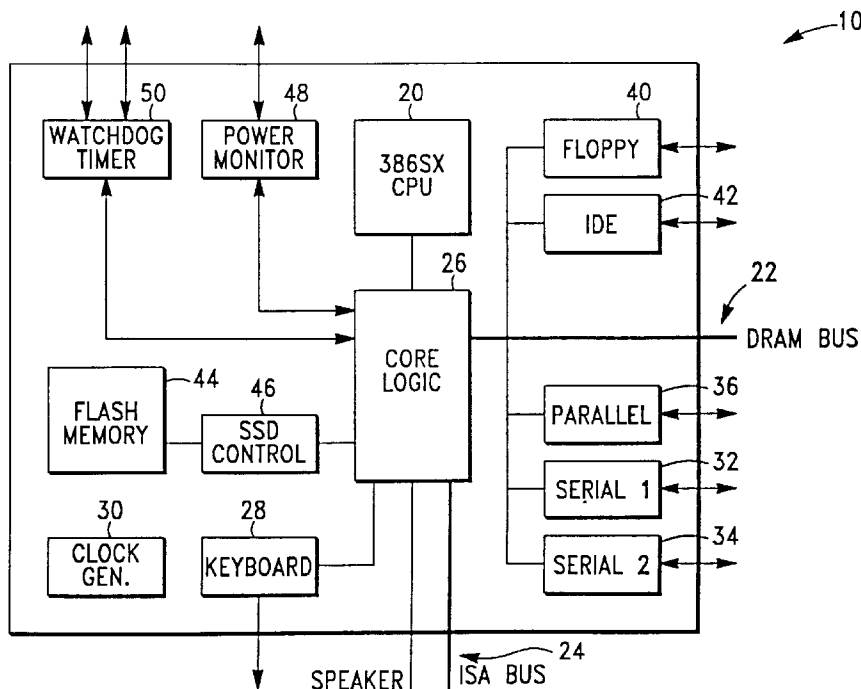 10
50
WATCHDOG
TIMER
48
POWER
MONITOR
20
386SX
CPU
40
FLOPPY
42
IDE
26
CORE
LOGIC
22
DRAM BUS
44
FLASH
MEMORY
46
SSD
CONTROL
36
PARALLEL
32
SERIAL 1
34
SERIAL 2
30
CLOCK
GEN.
28
KEYBOARD
SPEAKER
24
ISA BUS